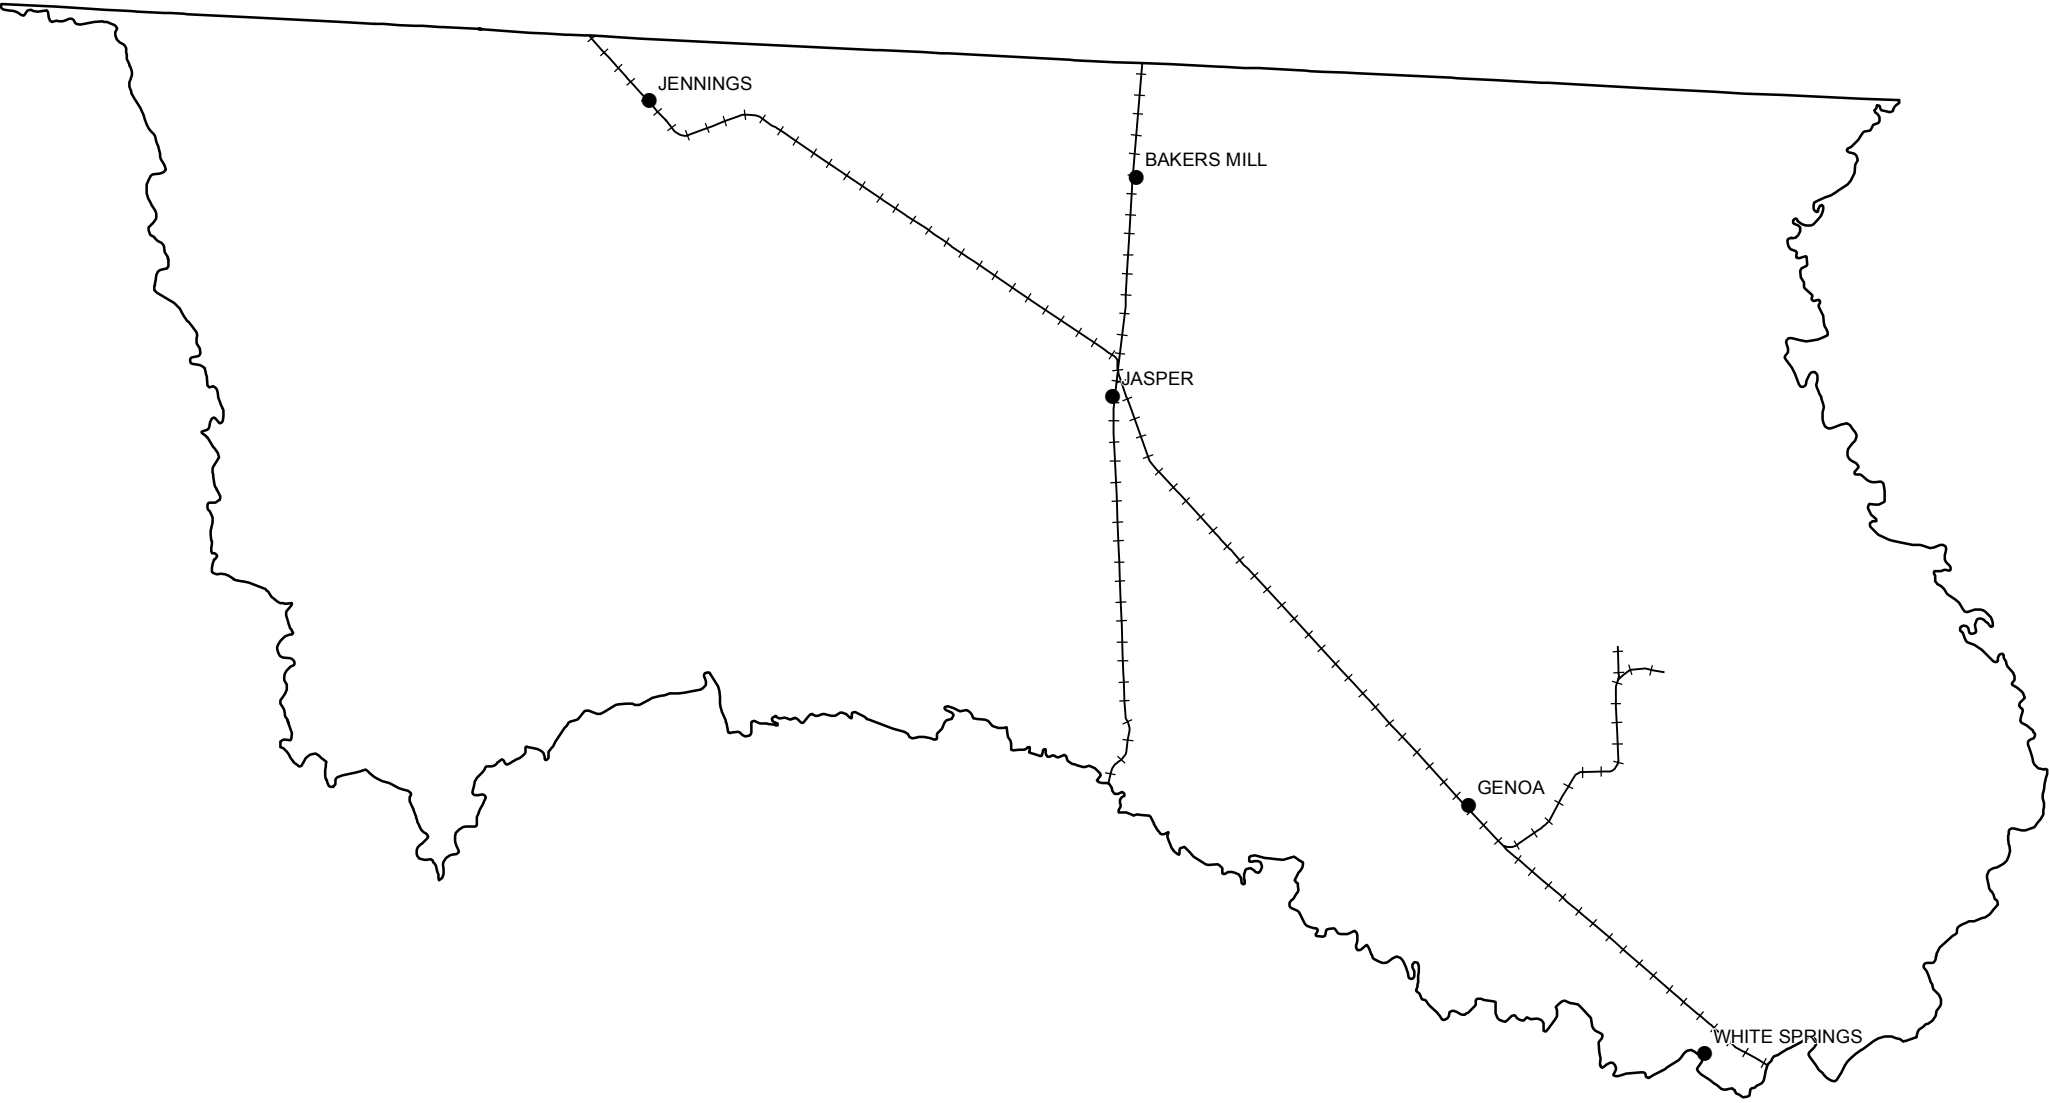 JENNINGS
BAKERS MILL
JASPER
GENOA
WHITE SPRINGS